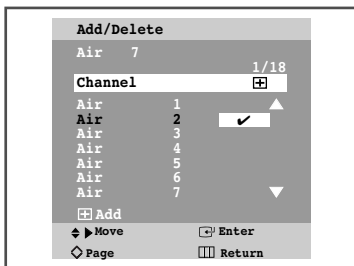 Add/Delete
Air 7
1/18
Channel
Air 1
Air 2 ✔
Air 3
Air 4
Air 5
Air 6
Air 7
Add
Move Enter
Page Return